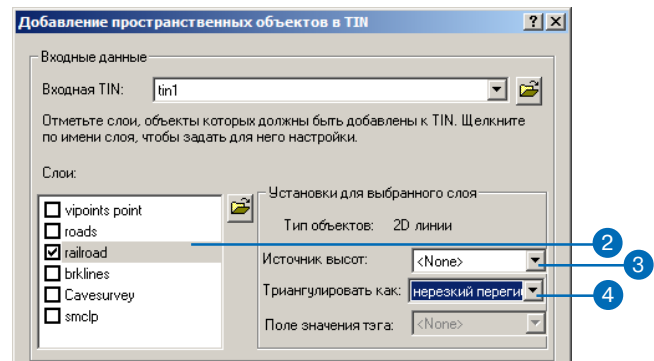 Добавление пространственных объектов в TIN
Входные данные
Входная TIN: tin1
Отметьте слои, объекты которых должны быть добавлены к TIN. Щелкните
по имени слоя, чтобы задать для него настройки.
Слои:
vipoints point
roads
railroad
brklines
Cavesurvey
smclp
Установки для выбранного слоя
Тип объектов: 2D линии
Источник высот: <None>
Триангулировать как: нерезкий переги
Поле значения тэга: <None>
2
3
4